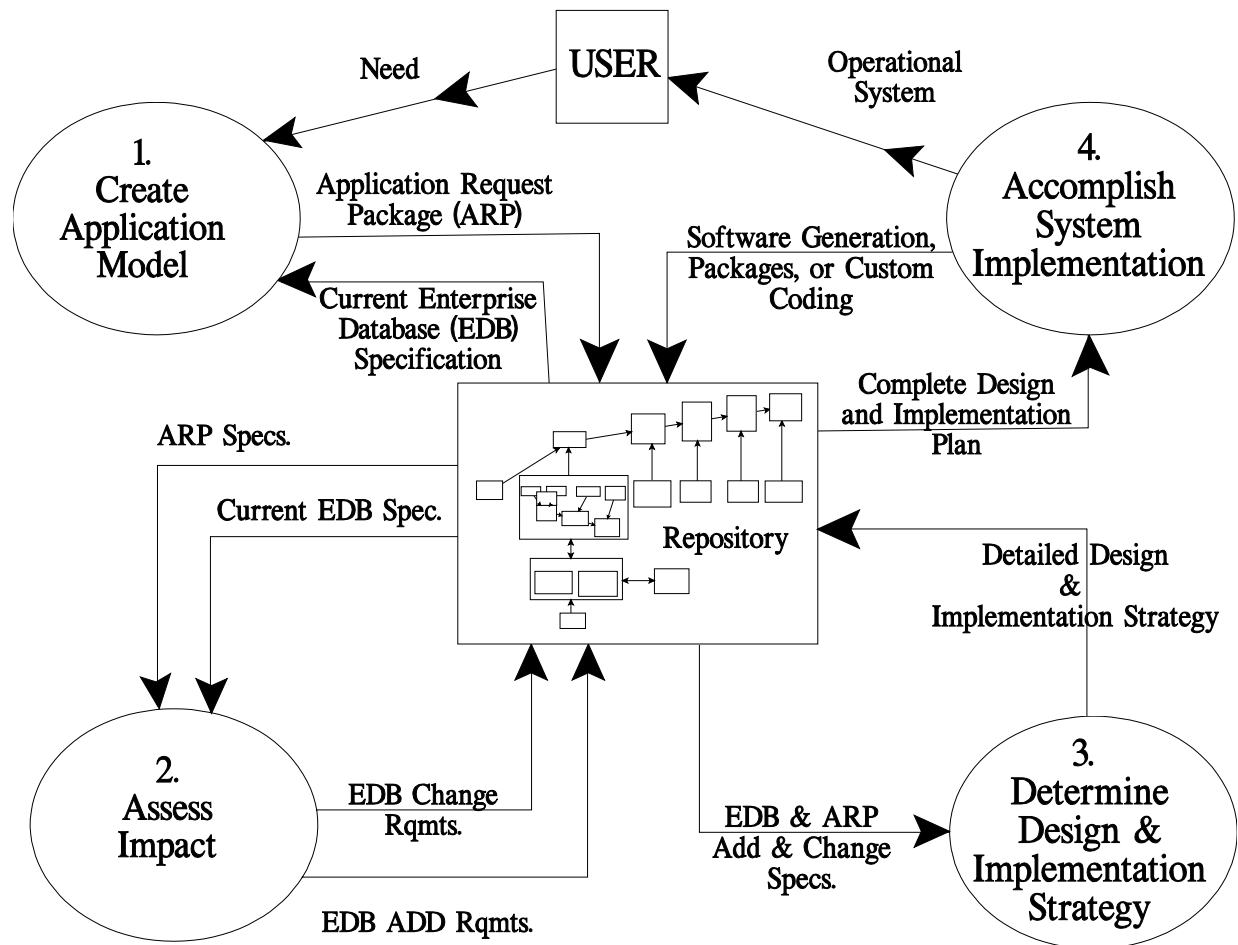 USER
Need
Operational
System
1.
Create
Application
Model
4.
Accomplish
System
Implementation
Application Request
Package (ARP)
Software Generation,
Packages, or Custom
Coding
Current Enterprise
Database (EDB)
Specification
Complete Design
and Implementation
Plan
ARP Specs.
Current EDB Spec.
Repository
Detailed Design
&
Implementation Strategy
2.
Assess
Impact
EDB Change
Rqmts.
EDB ADD Rqmts.
EDB & ARP
Add & Change
Specs.
3.
Determine
Design &
Implementation
Strategy